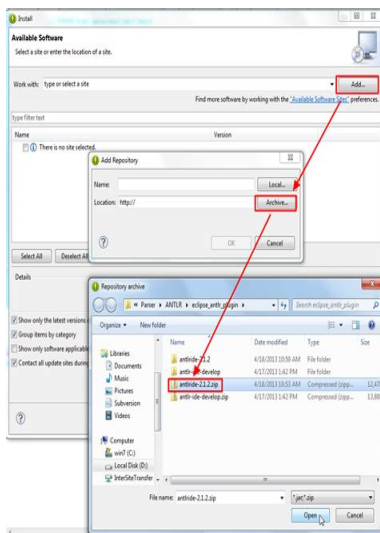 Install
Available Software
Select a site or enter the location of a site.
Work with: type or select a site
Add...
Find more software by working with the "Available Software Sites" preferences.
type filter text
Name Version
There is no site selected.
Add Repository
Name:
Local...
Location: http://
Archive...
OK Cancel
Select All Deselect All
Details
Repository archive
« Parser ▸ ANTLR ▸ eclipse_antlr_plugin ▸
Search eclipse_antlr_plugin
Organize New folder
Show only the latest versions
Group items by category
Show only software applicable
Contact all update sites during
Name Date modified Type Size
Libraries
Documents
Music
Pictures
Subversion
Videos
Computer
win7 (C:)
Local Disk (D:)
InterSiteTransfer
antlride-2.1.2 4/18/2013 10:59 AM File folder
antlr-ide-develop 4/17/2013 1:42 PM File folder
antlride-2.1.2.zip 4/18/2013 10:53 AM Compressed (zipp... 12,47
antlr-ide-develop.zip 4/17/2013 1:42 PM Compressed (zipp... 13,88
File name: antlride-2.1.2.zip
*.jar;*.zip
Open Cancel